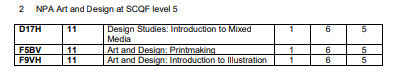 2 NPA Art and Design at SCQF level 5
D17H 11 Design Studies: Introduction to Mixed Media 1 6 5
F5BV 11 Art and Design: Printmaking 1 6 5
F9VH 11 Art and Design: Introduction to Illustration 1 6 5